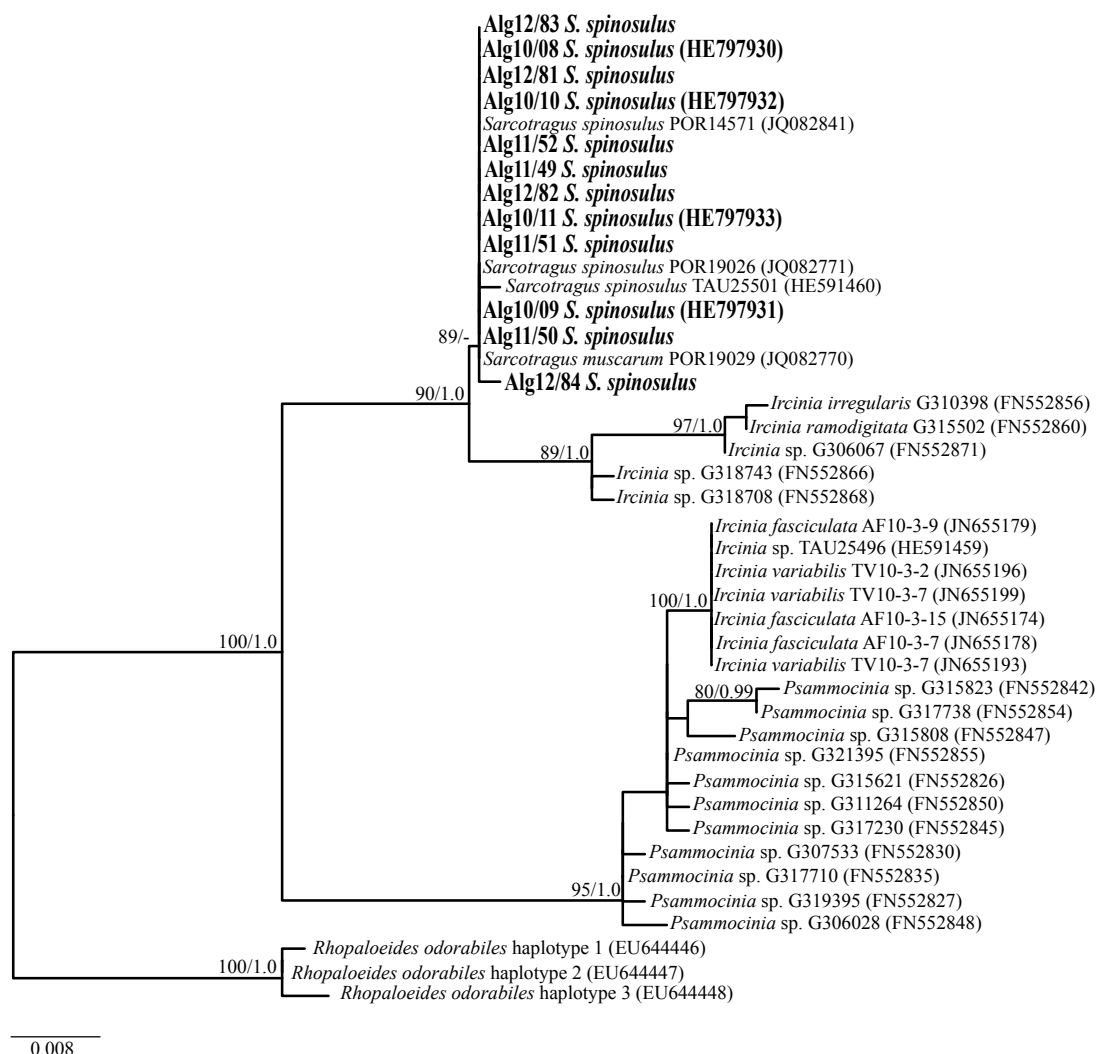 Alg12/83 S. spinosulus
Alg10/08 S. spinosulus (HE797930)
Alg12/81 S. spinosulus
Alg10/10 S. spinosulus (HE797932)
Sarcotragus spinosulus POR14571 (JQ082841)
Alg11/52 S. spinosulus
Alg11/49 S. spinosulus
Alg12/82 S. spinosulus
Alg10/11 S. spinosulus (HE797933)
Alg11/51 S. spinosulus
Sarcotragus spinosulus POR19026 (JQ082771)
Sarcotragus spinosulus TAU25501 (HE591460)
Alg10/09 S. spinosulus (HE797931)
89/-
Alg11/50 S. spinosulus
Sarcotragus muscarum POR19029 (JQ082770)
Alg12/84 S. spinosulus
90/1.0
Ircinia irregularis G310398 (FN552856)
97/1.0
Ircinia ramodigitata G315502 (FN552860)
Ircinia sp. G306067 (FN552871)
89/1.0
Ircinia sp. G318743 (FN552866)
Ircinia sp. G318708 (FN552868)
Ircinia fasciculata AF10-3-9 (JN655179)
Ircinia sp. TAU25496 (HE591459)
Ircinia variabilis TV10-3-2 (JN655196)
Ircinia variabilis TV10-3-7 (JN655199)
100/1.0
Ircinia fasciculata AF10-3-15 (JN655174)
100/1.0
Ircinia fasciculata AF10-3-7 (JN655178)
Ircinia variabilis TV10-3-7 (JN655193)
80/0.99
Psammocinia sp. G315823 (FN552842)
Psammocinia sp. G317738 (FN552854)
Psammocinia sp. G315808 (FN552847)
Psammocinia sp. G321395 (FN552855)
Psammocinia sp. G315621 (FN552826)
Psammocinia sp. G311264 (FN552850)
Psammocinia sp. G317230 (FN552845)
Psammocinia sp. G307533 (FN552830)
95/1.0
Psammocinia sp. G317710 (FN552835)
Psammocinia sp. G319395 (FN552827)
Psammocinia sp. G306028 (FN552848)
Rhopaloeides odorabiles haplotype 1 (EU644446)
100/1.0
Rhopaloeides odorabiles haplotype 2 (EU644447)
Rhopaloeides odorabiles haplotype 3 (EU644448)
0.008